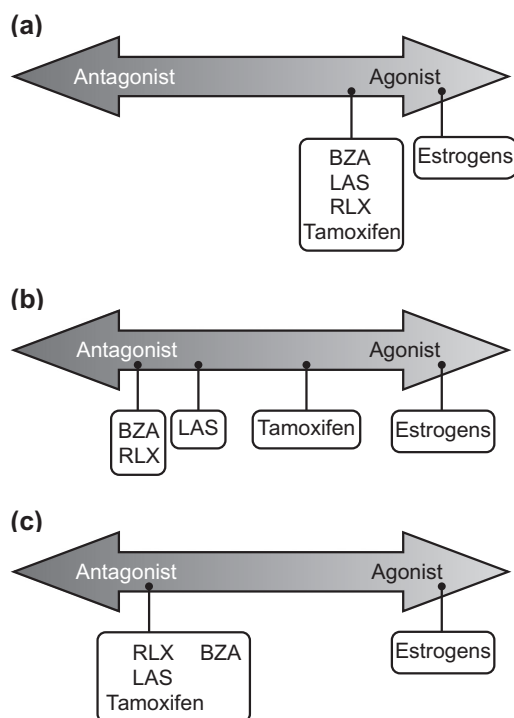 (a)
Antagonist Agonist
BZA
LAS
RLX
Tamoxifen
Estrogens
(b)
Antagonist Agonist
BZA
RLX
LAS
Tamoxifen
Estrogens
(c)
Antagonist Agonist
RLX BZA
LAS
Tamoxifen
Estrogens